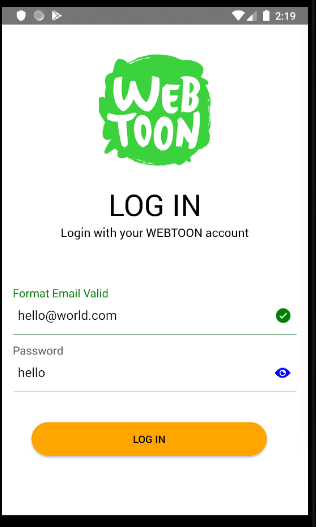 2:19
WEB
TOON
LOG IN
Login with your WEBTOON account
Format Email Valid
hello@world.com
Password
hello
LOG IN